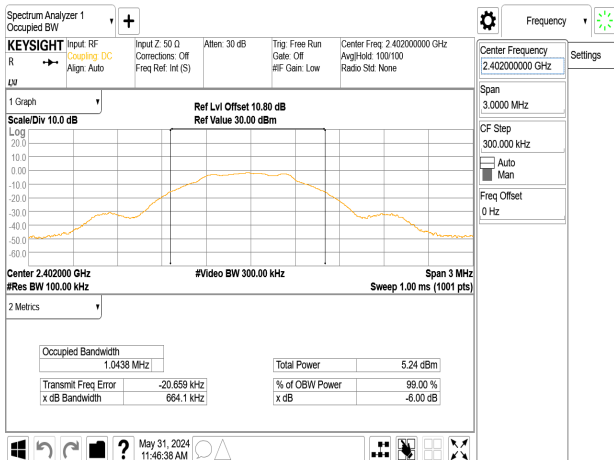 Spectrum Analyzer 1
Occupied BW
▼
+
Frequency
▼
KEYSIGHT
R
Input: RF
Coupling: DC
Align: Auto
Input Z: 50 Ω
Corrections: Off
Freq Ref: Int (S)
Atten: 30 dB
Trig: Free Run
Gate: Off
#IF Gain: Low
Center Freq: 2.402000000 GHz
Avg|Hold: 100/100
Radio Std: None
Center Frequency
2.402000000 GHz
Settings
Span
3.0000 MHz
CF Step
300.000 kHz
Auto
Man
Freq Offset
0 Hz
1 Graph
▼
Scale/Div 10.0 dB
Ref Lvl Offset 10.80 dB
Ref Value 30.00 dBm
Log
20.0
10.0
0.00
-10.0
-20.0
-30.0
-40.0
-50.0
-60.0
Center 2.402000 GHz
#Video BW 300.00 kHz
Span 3 MHz
#Res BW 100.00 kHz
Sweep 1.00 ms (1001 pts)
2 Metrics
▼
Occupied Bandwidth
1.0438 MHz
Total Power 5.24 dBm
Transmit Freq Error -20.659 kHz
% of OBW Power 99.00 %
x dB Bandwidth 664.1 kHz
x dB -6.00 dB
?
May 31, 2024
11:46:38 AM